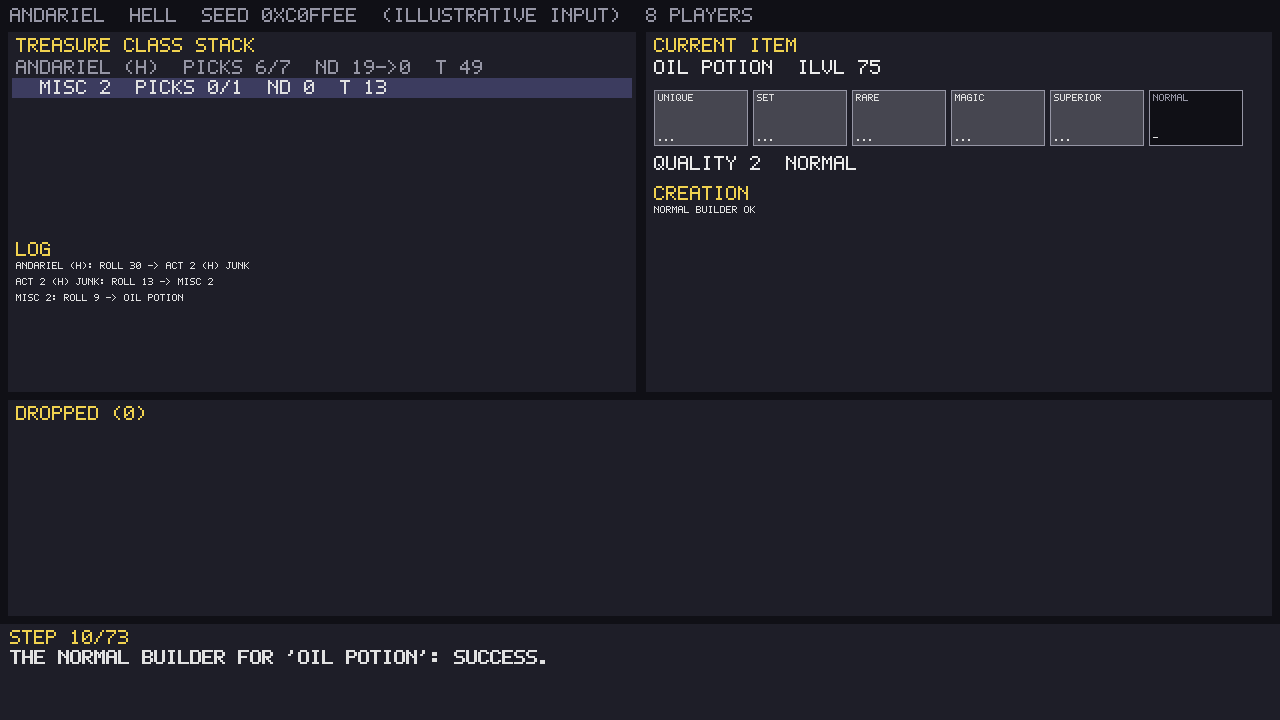 ANDARIEL  HELL  SEED 0XC0FFEE  (ILLUSTRATIVE INPUT)  8 PLAYERS
TREASURE CLASS STACK
ANDARIEL (H)  PICKS 6/7  ND 19->0  T 49
MISC 2  PICKS 0/1  ND 0  T 13
LOG
ANDARIEL (H): ROLL 30 -> ACT 2 (H) JUNK
ACT 2 (H) JUNK: ROLL 13 -> MISC 2
MISC 2: ROLL 9 -> OIL POTION
CURRENT ITEM
OIL POTION  ILVL 75
UNIQUE  SET  RARE  MAGIC  SUPERIOR  NORMAL
...  ...  ...  ...  ...  _
QUALITY 2  NORMAL
CREATION
NORMAL BUILDER OK
DROPPED (0)
STEP 10/73
THE NORMAL BUILDER FOR 'OIL POTION': SUCCESS.